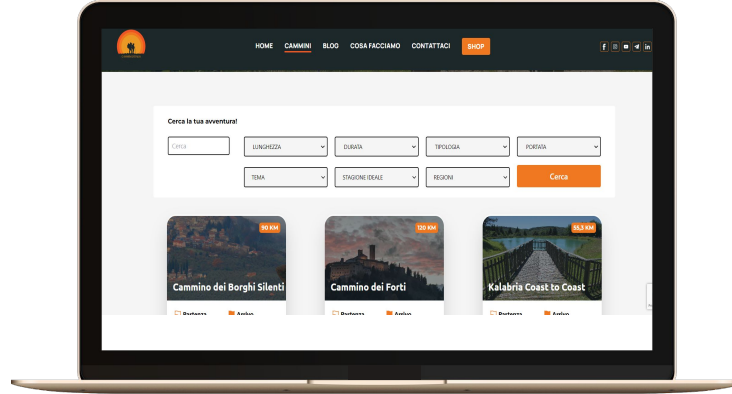 HOME CAMMINI BLOG COSA FACCIAMO CONTATTACI SHOP
Cerca la tua avventura!
Cerca LUNGHEZZA DURATA TIPOLOGIA PORTATA
TEMA STAGIONE IDEALE REGIONI Cerca
90 KM 120 KM 55,3 KM
Cammino dei Borghi Silenti Cammino dei Forti Kalabria Coast to Coast
Partenza Arrivo Partenza Arrivo Partenza Arrivo